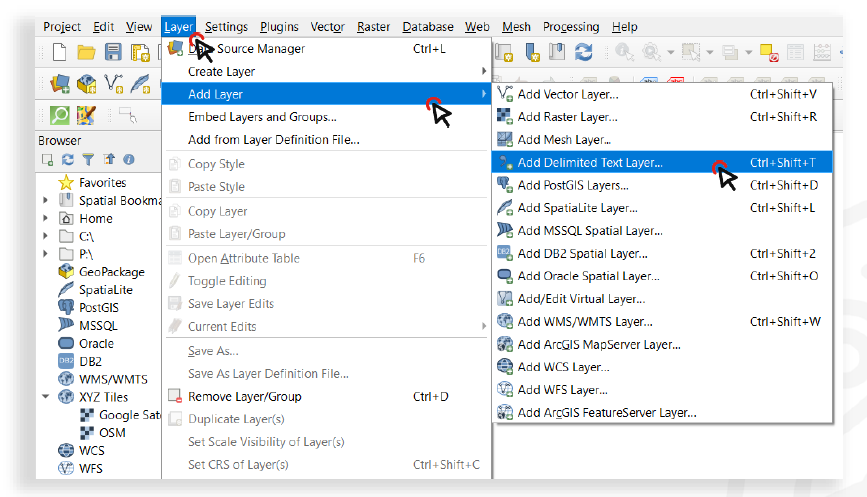 Project Edit View Layer Settings Plugins Vector Raster Database Web Mesh Processing Help
Source Manager Ctrl+L
Create Layer
Add Layer
Embed Layers and Groups...
Add from Layer Definition File...
Copy Style
Paste Style
Copy Layer
Paste Layer/Group
Open Attribute Table F6
Toggle Editing
Save Layer Edits
Current Edits
Save As...
Save As Layer Definition File...
Remove Layer/Group Ctrl+D
Duplicate Layer(s)
Set Scale Visibility of Layer(s)
Set CRS of Layer(s) Ctrl+Shift+C
Add Vector Layer... Ctrl+Shift+V
Add Raster Layer... Ctrl+Shift+R
Add Mesh Layer...
Add Delimited Text Layer... Ctrl+Shift+T
Add PostGIS Layers... Ctrl+Shift+D
Add SpatiaLite Layer... Ctrl+Shift+L
Add MSSQL Spatial Layer...
Add DB2 Spatial Layer... Ctrl+Shift+2
Add Oracle Spatial Layer... Ctrl+Shift+O
Add/Edit Virtual Layer...
Add WMS/WMTS Layer... Ctrl+Shift+W
Add ArcGIS MapServer Layer...
Add WCS Layer...
Add WFS Layer...
Add ArcGIS FeatureServer Layer...
Browser
Favorites
Spatial Bookma
Home
C:\
P:\
GeoPackage
SpatiaLite
PostGIS
MSSQL
Oracle
DB2 DB2
WMS/WMTS
XYZ Tiles
Google Sat
OSM
WCS
WFS